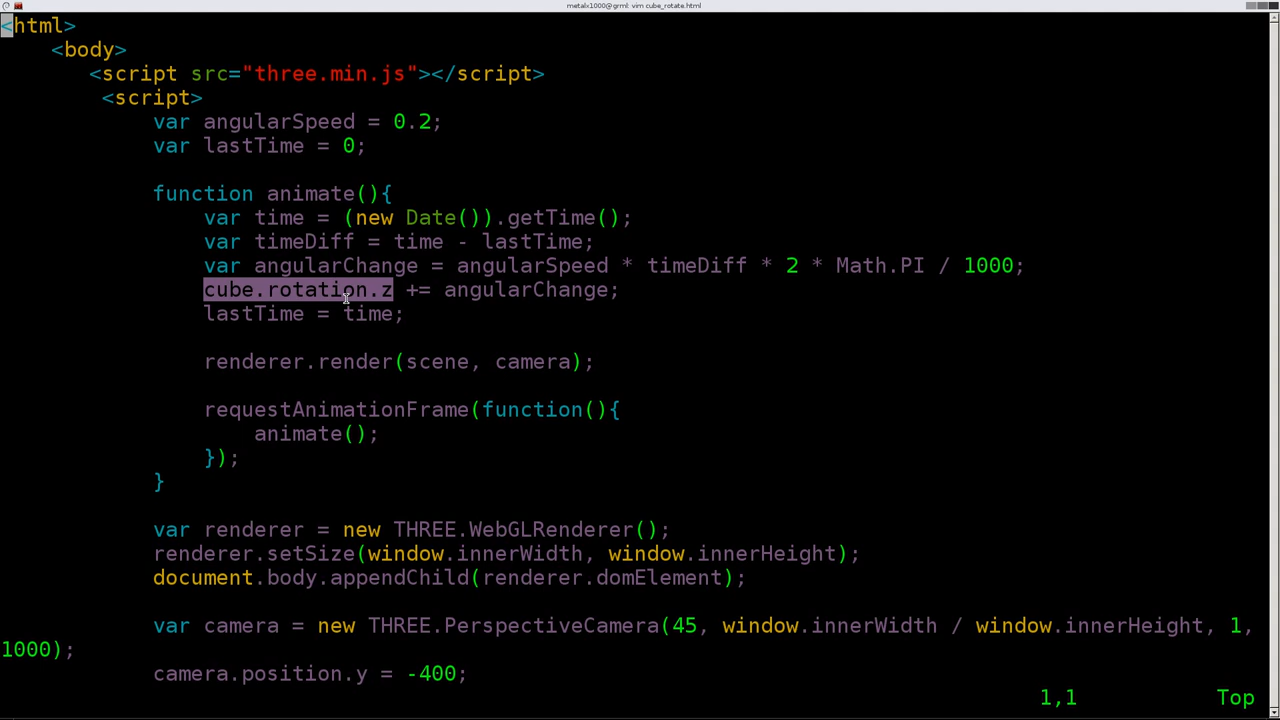 metalx1000@grml: vim cube_rotate.html
<html>
<body>
<script src="three.min.js"></script>
<script>
var angularSpeed = 0.2;
var lastTime = 0;
function animate(){
var time = (new Date()).getTime();
var timeDiff = time - lastTime;
var angularChange = angularSpeed * timeDiff * 2 * Math.PI / 1000;
cube.rotation.z += angularChange;
lastTime = time;
renderer.render(scene, camera);
requestAnimationFrame(function(){
animate();
});
}
var renderer = new THREE.WebGLRenderer();
renderer.setSize(window.innerWidth, window.innerHeight);
document.body.appendChild(renderer.domElement);
var camera = new THREE.PerspectiveCamera(45, window.innerWidth / window.innerHeight, 1,
1000);
camera.position.y = -400;
1,1 Top